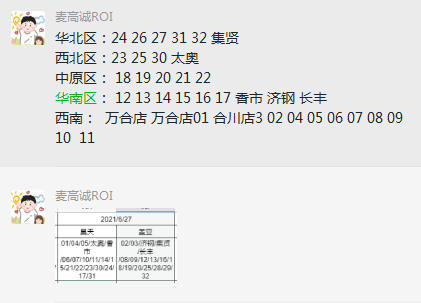 麦高诚ROI
华北区：24 26 27 31 32 集贤
西北区：23 25 30 太奥
中原区： 18 19 20 21 22
华南区： 12 13 14 15 16 17 香市 济钢 长丰
西南： 万合店 万合店01 合川店3 02 04 05 06 07 08 09
10 11
麦高诚ROI
2021/6/27
01/04/05/太奥/香 02/03/济钢/集贤
市 /长丰
/06/07/10/11/14/1 /08/09/12/13/16/1
5/21/22/23/30/24/ 8/19/20/25/28/29/
17/31 32